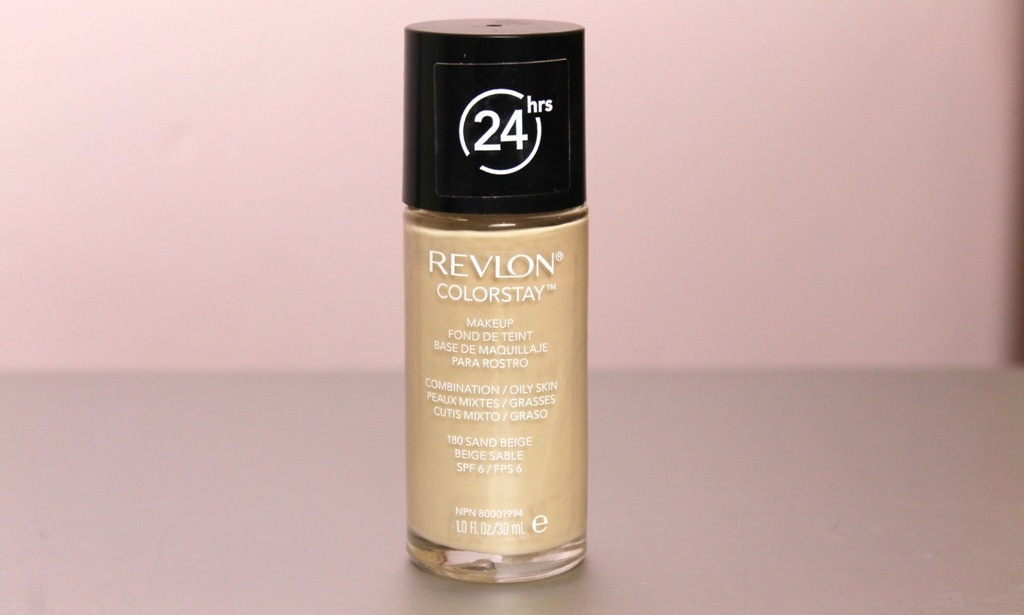 24 hrs
REVLON®
COLORSTAY™
MAKEUP
FOND DE TEINT
BASE DE MAQUILLAJE
PARA ROSTRO
COMBINATION / OILY SKIN
PEAUX MIXTES / GRASSES
CUTIS MIXTO / GRASO
180 SAND BEIGE
BEIGE SABLE
SPF 6 / FPS 6
NPN 80001994
1.0 Fl. Oz./30 mL ℮